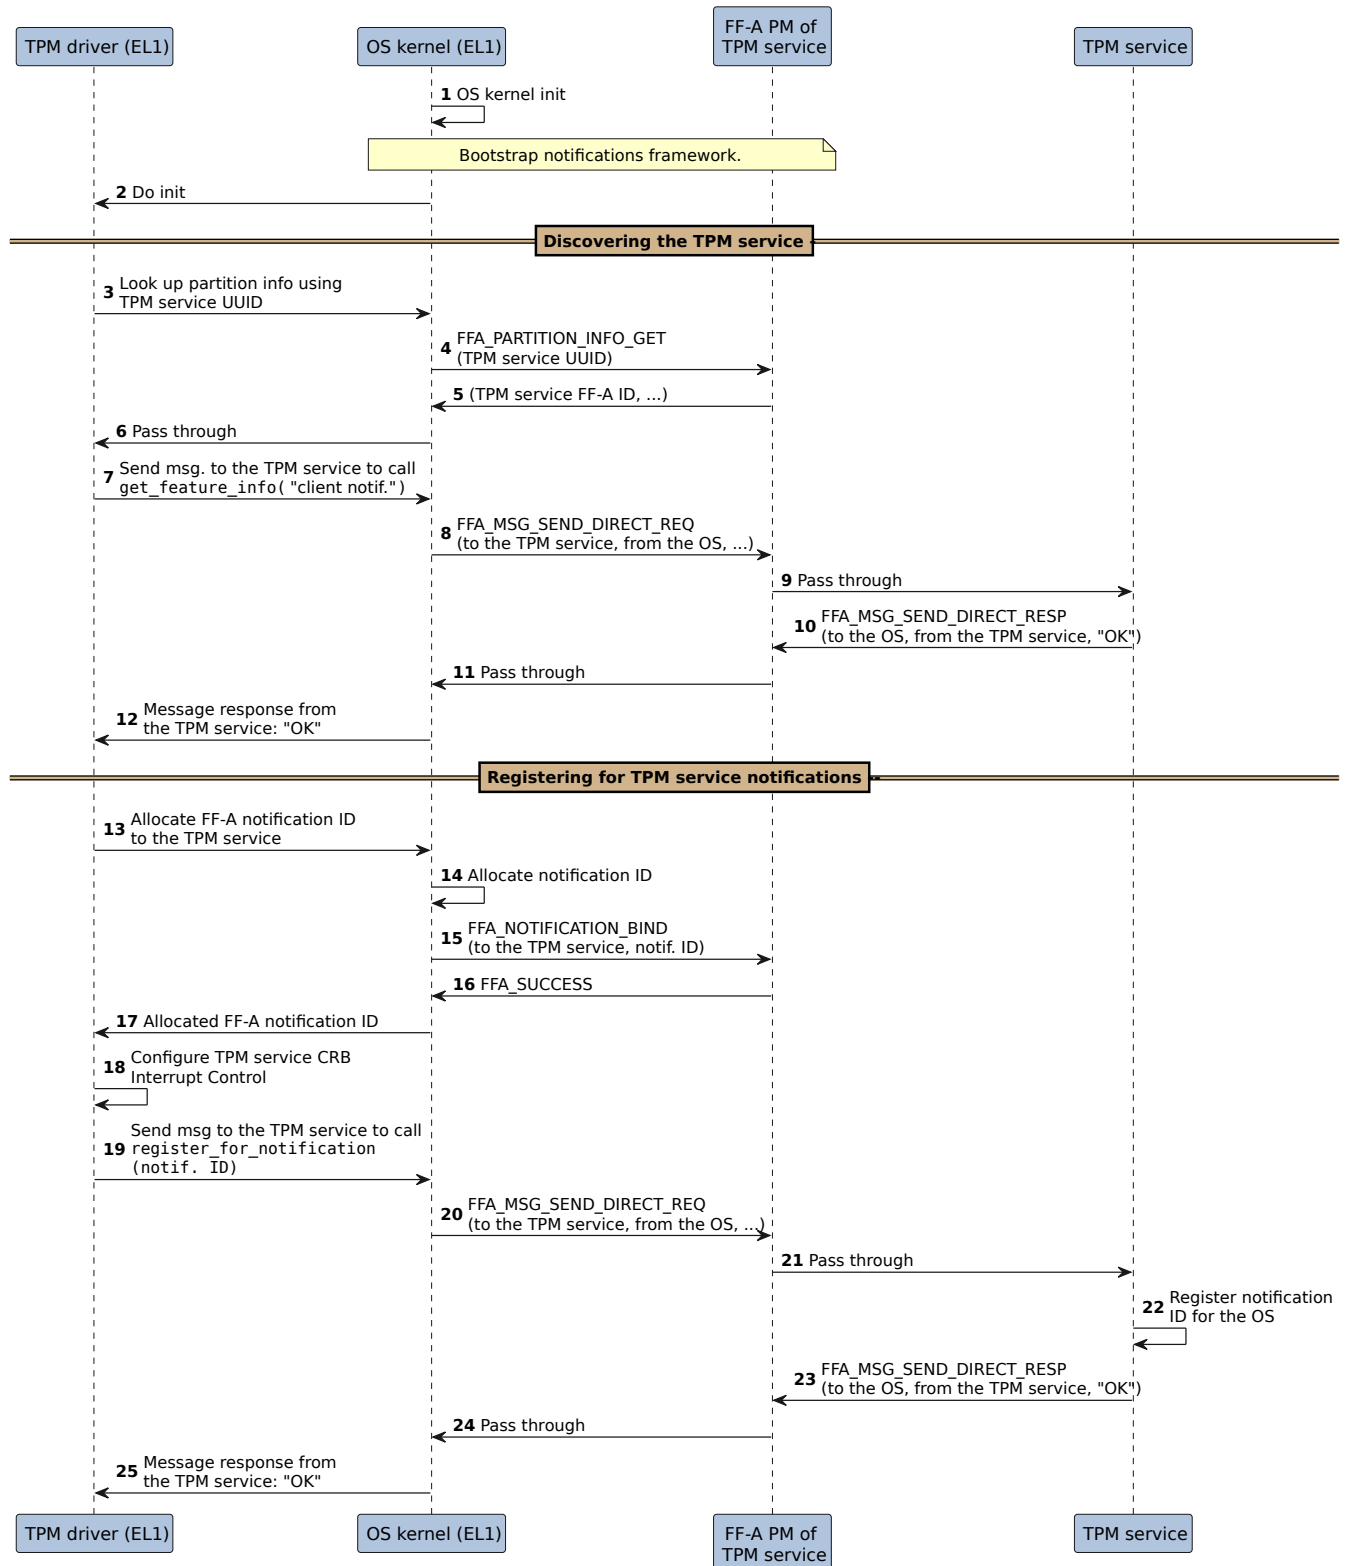 TPM driver (EL1)
OS kernel (EL1)
FF-A PM of
TPM service
TPM service
1 OS kernel init
Bootstrap notifications framework.
2 Do init
Discovering the TPM service
3 Look up partition info using
TPM service UUID
4 FFA_PARTITION_INFO_GET
(TPM service UUID)
5 (TPM service FF-A ID, ...)
6 Pass through
7 Send msg. to the TPM service to call
get_feature_info( "client notif.")
8 FFA_MSG_SEND_DIRECT_REQ
(to the TPM service, from the OS, ...)
9 Pass through
10 FFA_MSG_SEND_DIRECT_RESP
(to the OS, from the TPM service, "OK")
11 Pass through
12 Message response from
the TPM service: "OK"
Registering for TPM service notifications
13 Allocate FF-A notification ID
to the TPM service
14 Allocate notification ID
15 FFA_NOTIFICATION_BIND
(to the TPM service, notif. ID)
16 FFA_SUCCESS
17 Allocated FF-A notification ID
18 Configure TPM service CRB
Interrupt Control
19 Send msg to the TPM service to call
register_for_notification
(notif. ID)
20 FFA_MSG_SEND_DIRECT_REQ
(to the TPM service, from the OS, ...)
21 Pass through
22 Register notification
ID for the OS
23 FFA_MSG_SEND_DIRECT_RESP
(to the OS, from the TPM service, "OK")
24 Pass through
25 Message response from
the TPM service: "OK"
TPM driver (EL1)
OS kernel (EL1)
FF-A PM of
TPM service
TPM service